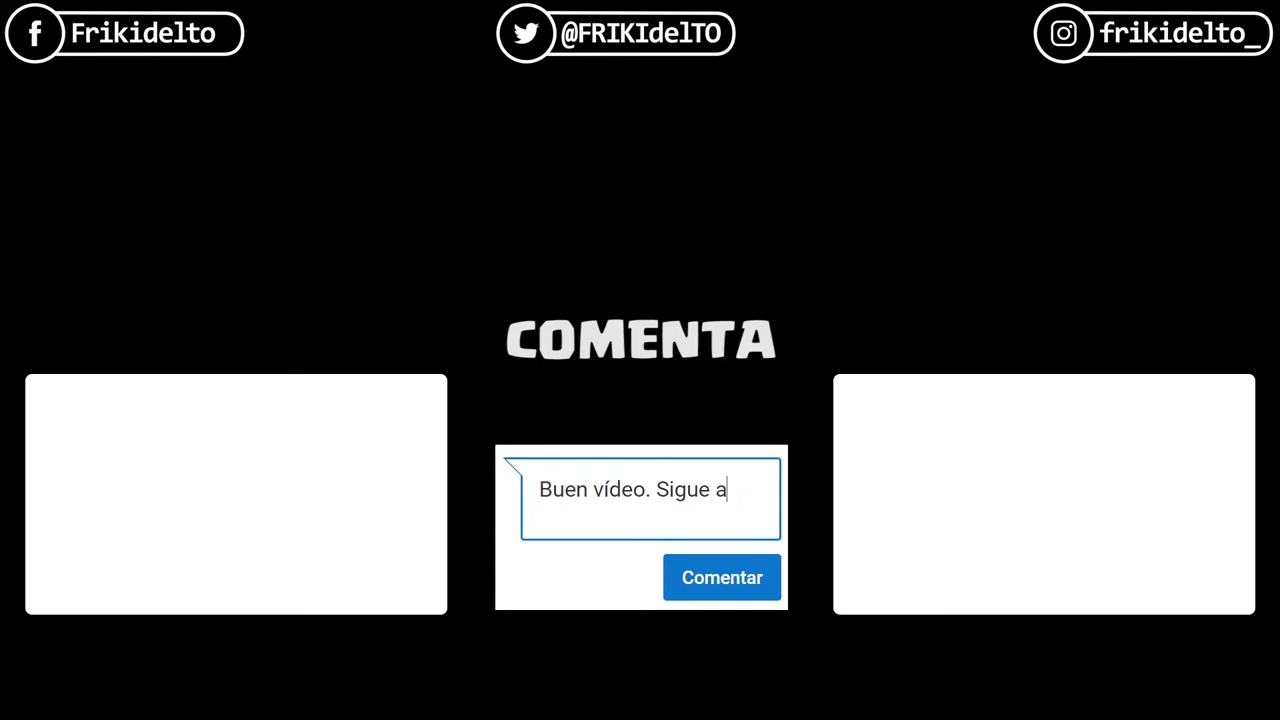 Frikidelto
@FRIKIdelTO
frikidelto_
COMENTA
Buen vídeo. Sigue a
Comentar